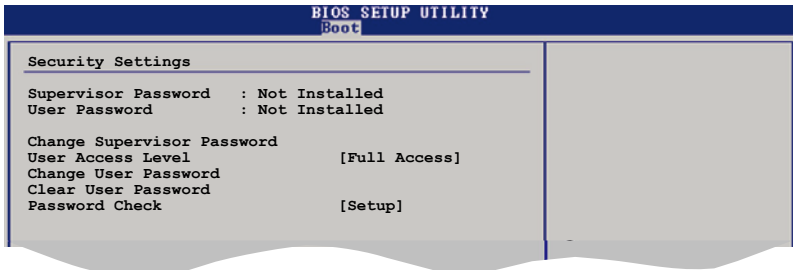 BIOS SETUP UTILITY
Boot
Security Settings
Supervisor Password : Not Installed
User Password : Not Installed
Change Supervisor Password
User Access Level [Full Access]
Change User Password
Clear User Password
Password Check [Setup]